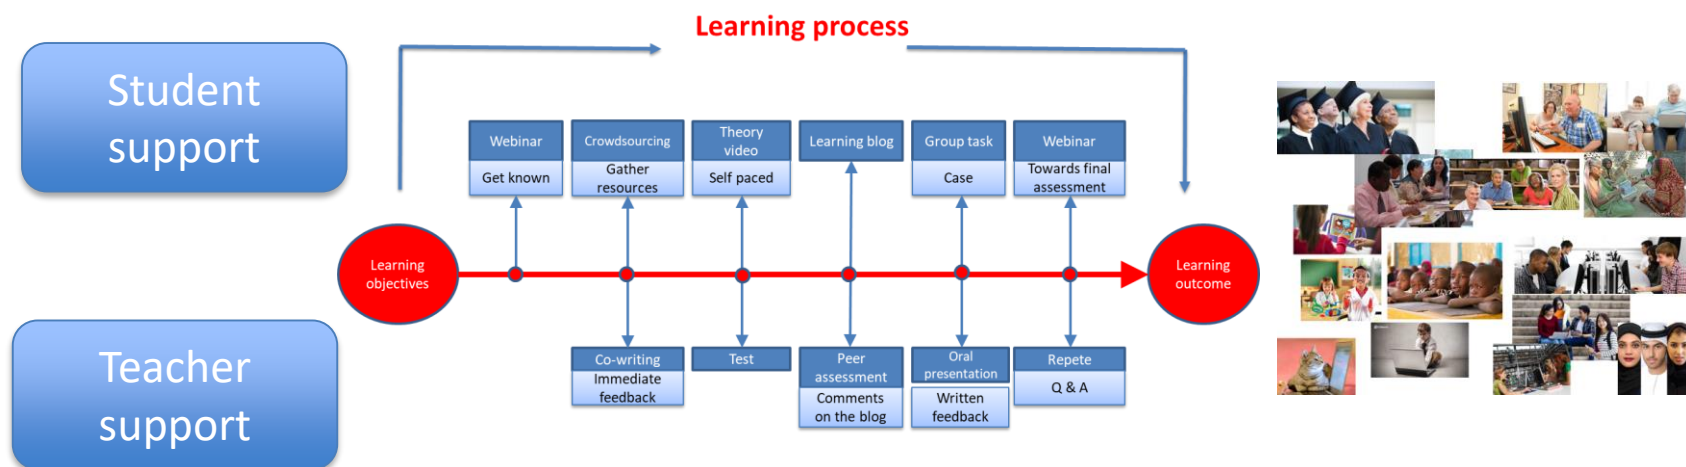 Learning process
Student
support
Webinar
Get known
Crowdsourcing
Gather
resources
Theory
video
Self paced
Learning blog
Group task
Case
Webinar
Towards final
assessment
Learning
objectives
Learning
outcome
Teacher
support
Co-writing
Immediate
feedback
Test
Peer
assessment
Comments
on the blog
Oral
presentation
Written
feedback
Repete
Q & A